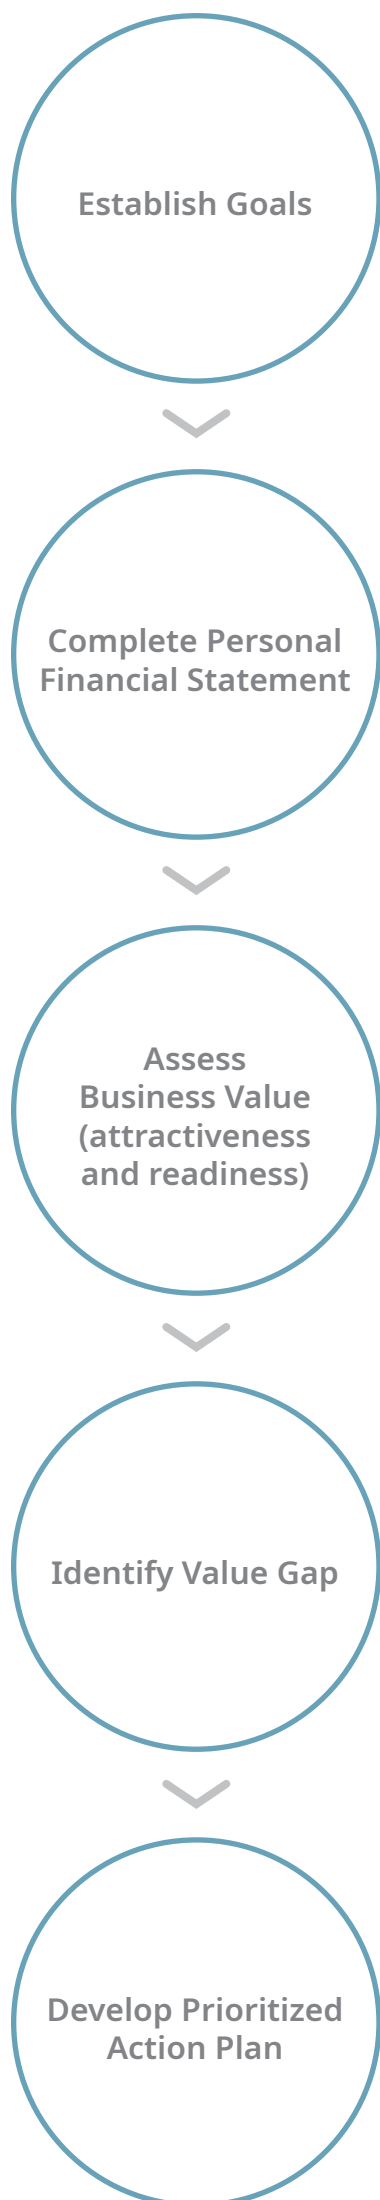 Establish Goals
Complete Personal
Financial Statement
Assess
Business Value
(attractiveness
and readiness)
Identify Value Gap
Develop Prioritized
Action Plan